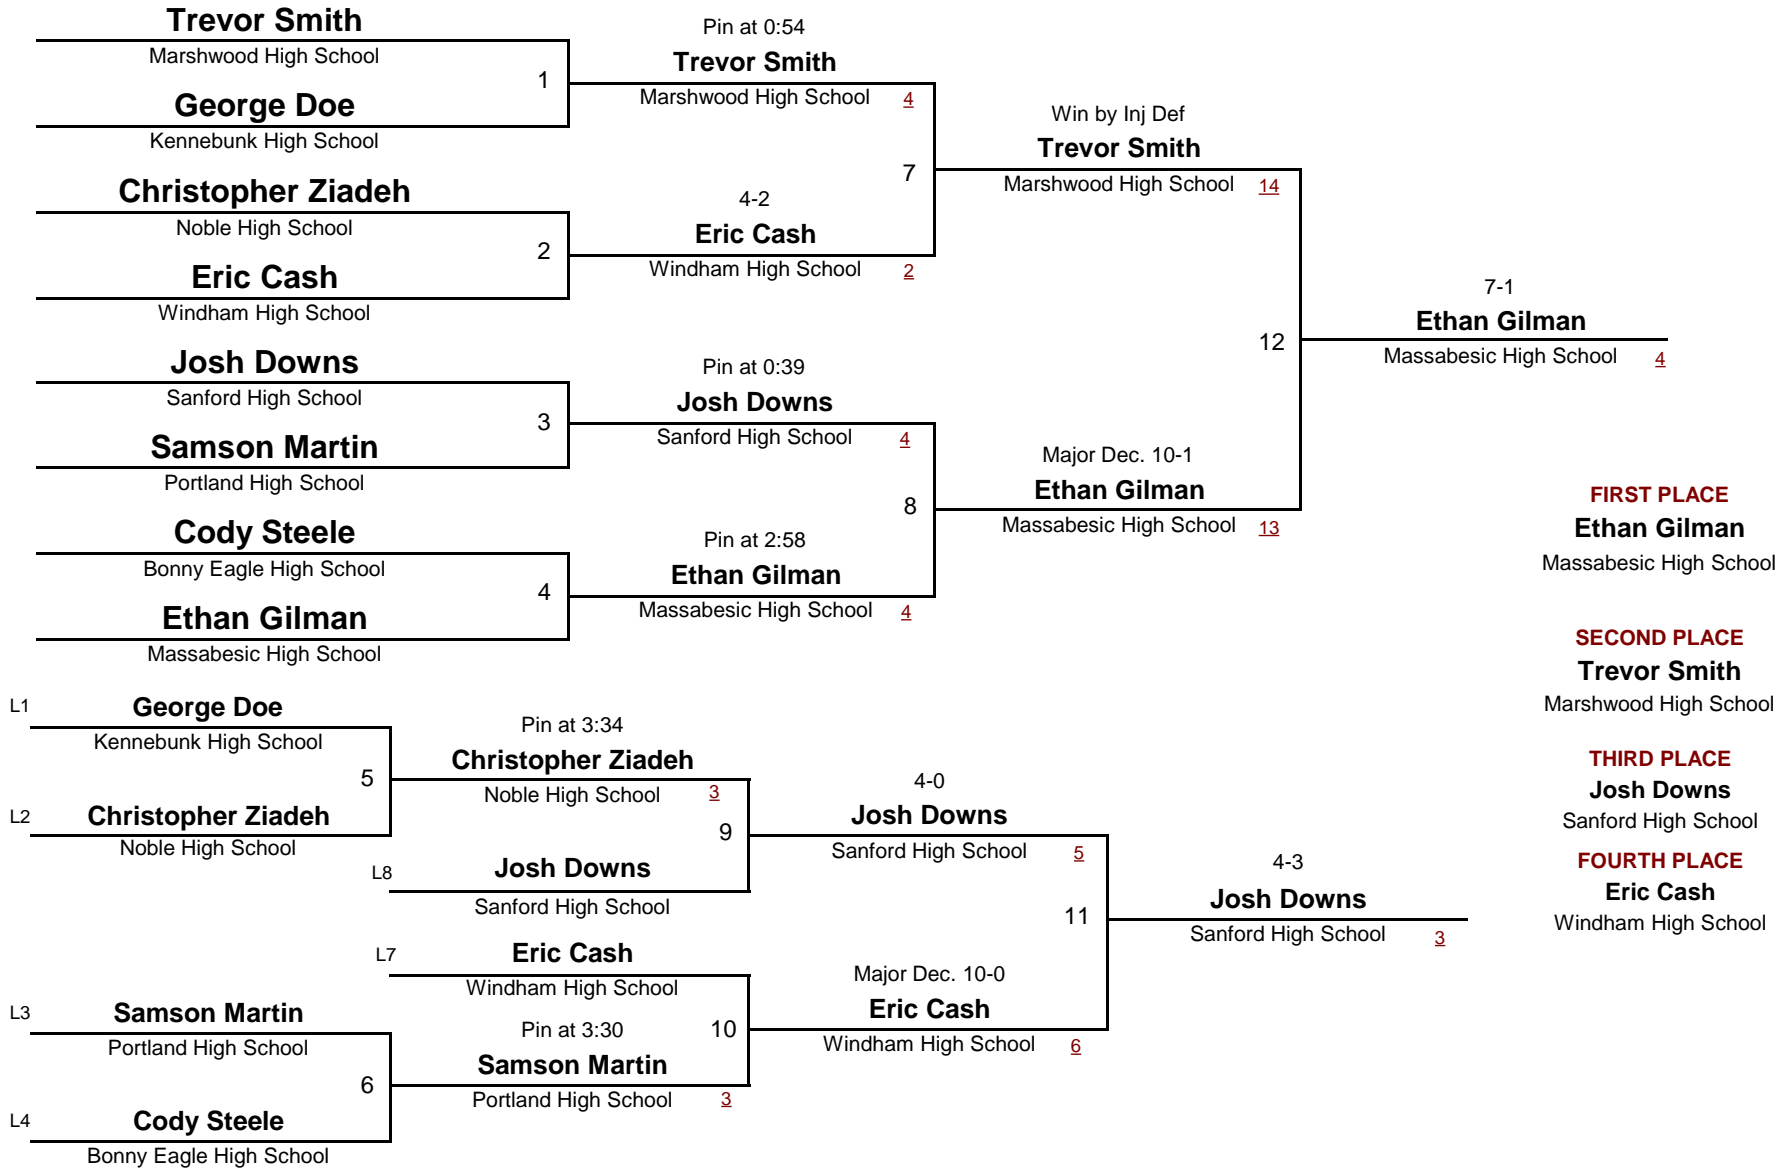 Trevor Smith
Marshwood High School
1
George Doe
Kennebunk High School
Pin at 0:54
Trevor Smith
Marshwood High School 4
7
Christopher Ziadeh
Noble High School
2
Eric Cash
Windham High School
4-2
Eric Cash
Windham High School 2
Win by Inj Def
Trevor Smith
Marshwood High School 14
12
Josh Downs
Sanford High School
3
Samson Martin
Portland High School
Pin at 0:39
Josh Downs
Sanford High School 4
8
Cody Steele
Bonny Eagle High School
4
Ethan Gilman
Massabesic High School
Pin at 2:58
Ethan Gilman
Massabesic High School 4
Major Dec. 10-1
Ethan Gilman
Massabesic High School 13
7-1
Ethan Gilman
Massabesic High School 4
FIRST PLACE
Ethan Gilman
Massabesic High School
SECOND PLACE
Trevor Smith
Marshwood High School
THIRD PLACE
Josh Downs
Sanford High School
FOURTH PLACE
Eric Cash
Windham High School
L1 George Doe
Kennebunk High School
5
L2 Christopher Ziadeh
Noble High School
Pin at 3:34
Christopher Ziadeh
Noble High School 3
9
L8 Josh Downs
Sanford High School
4-0
Josh Downs
Sanford High School 5
11
L7 Eric Cash
Windham High School
10
L3 Samson Martin
Portland High School
6
L4 Cody Steele
Bonny Eagle High School
Pin at 3:30
Samson Martin
Portland High School 3
Major Dec. 10-0
Eric Cash
Windham High School 6
4-3
Josh Downs
Sanford High School 3